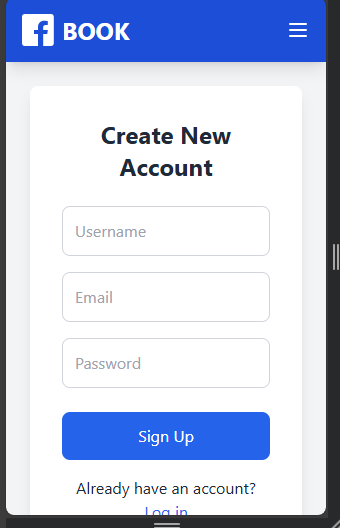 f BOOK
Create New
Account
Username
Email
Password
Sign Up
Already have an account?
Log in